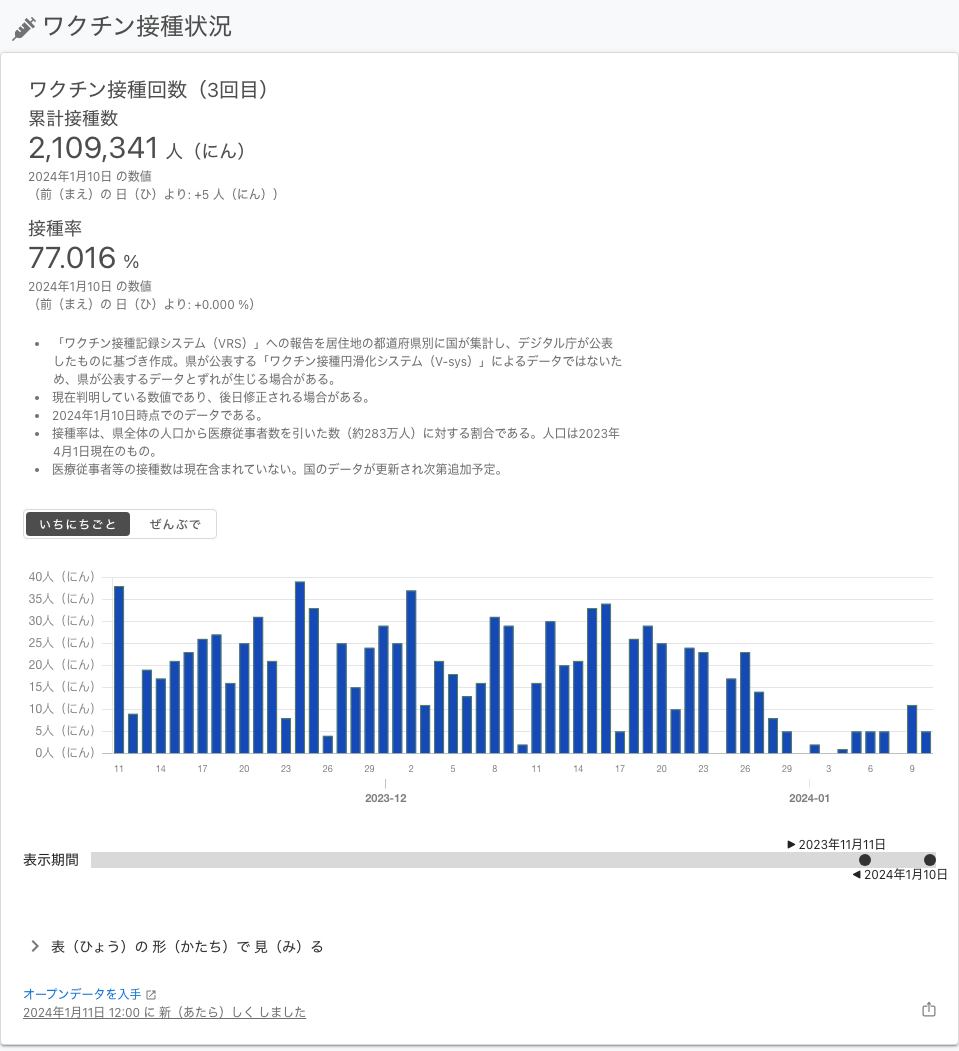 ワクチン接種状況
ワクチン接種回数（3回目）
累計接種数
2,109,341 人（にん）
2024年1月10日 の数値
（前（まえ）の 日（ひ）より: +5 人（にん））
接種率
77.016 %
2024年1月10日 の数値
（前（まえ）の 日（ひ）より: +0.000 %）
• 「ワクチン接種記録システム（VRS）」への報告を居住地の都道府県別に国が集計し、デジタル庁が公表
したものに基づき作成。県が公表する「ワクチン接種円滑化システム（V-sys）」によるデータではないた
め、県が公表するデータとずれが生じる場合がある。
• 現在判明している数値であり、後日修正される場合がある。
• 2024年1月10日時点でのデータである。
• 接種率は、県全体の人口から医療従事者数を引いた数（約283万人）に対する割合である。人口は2023年
4月1日現在のもの。
• 医療従事者等の接種数は現在含まれていない。国のデータが更新され次第追加予定。
いちにちごと ぜんぶで
40人（にん）
35人（にん）
30人（にん）
25人（にん）
20人（にん）
15人（にん）
10人（にん）
5人（にん）
0人（にん）
11 14 17 20 23 26 29 2 5 8 11 14 17 20 23 26 29 3 6 9
2023-12 2024-01
▶ 2023年11月11日
表示期間
◀ 2024年1月10日
表（ひょう）の 形（かたち）で 見（み）る
オープンデータを入手
2024年1月11日 12:00 に 新（あたら）しく しました